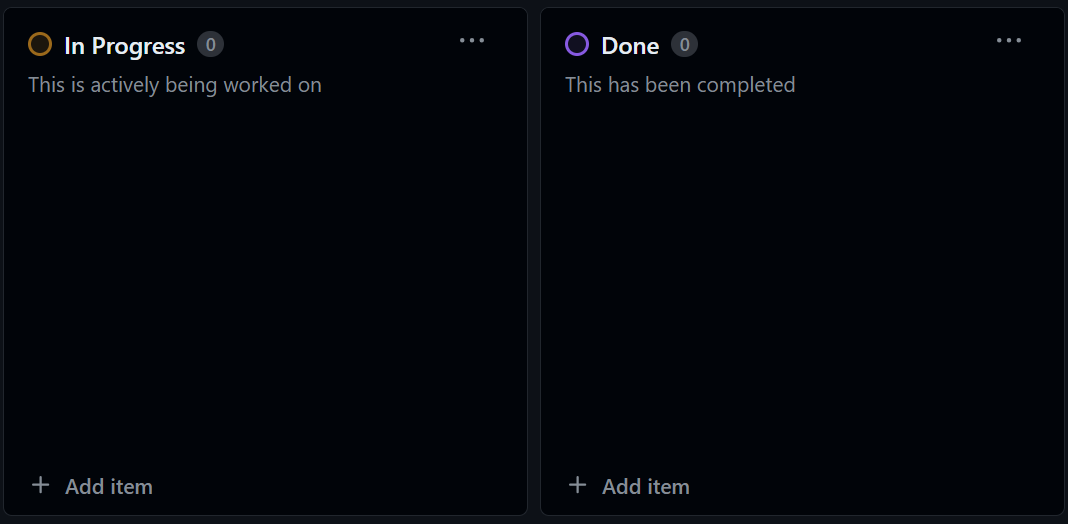 In Progress 0
This is actively being worked on
Add item
Done 0
This has been completed
Add item